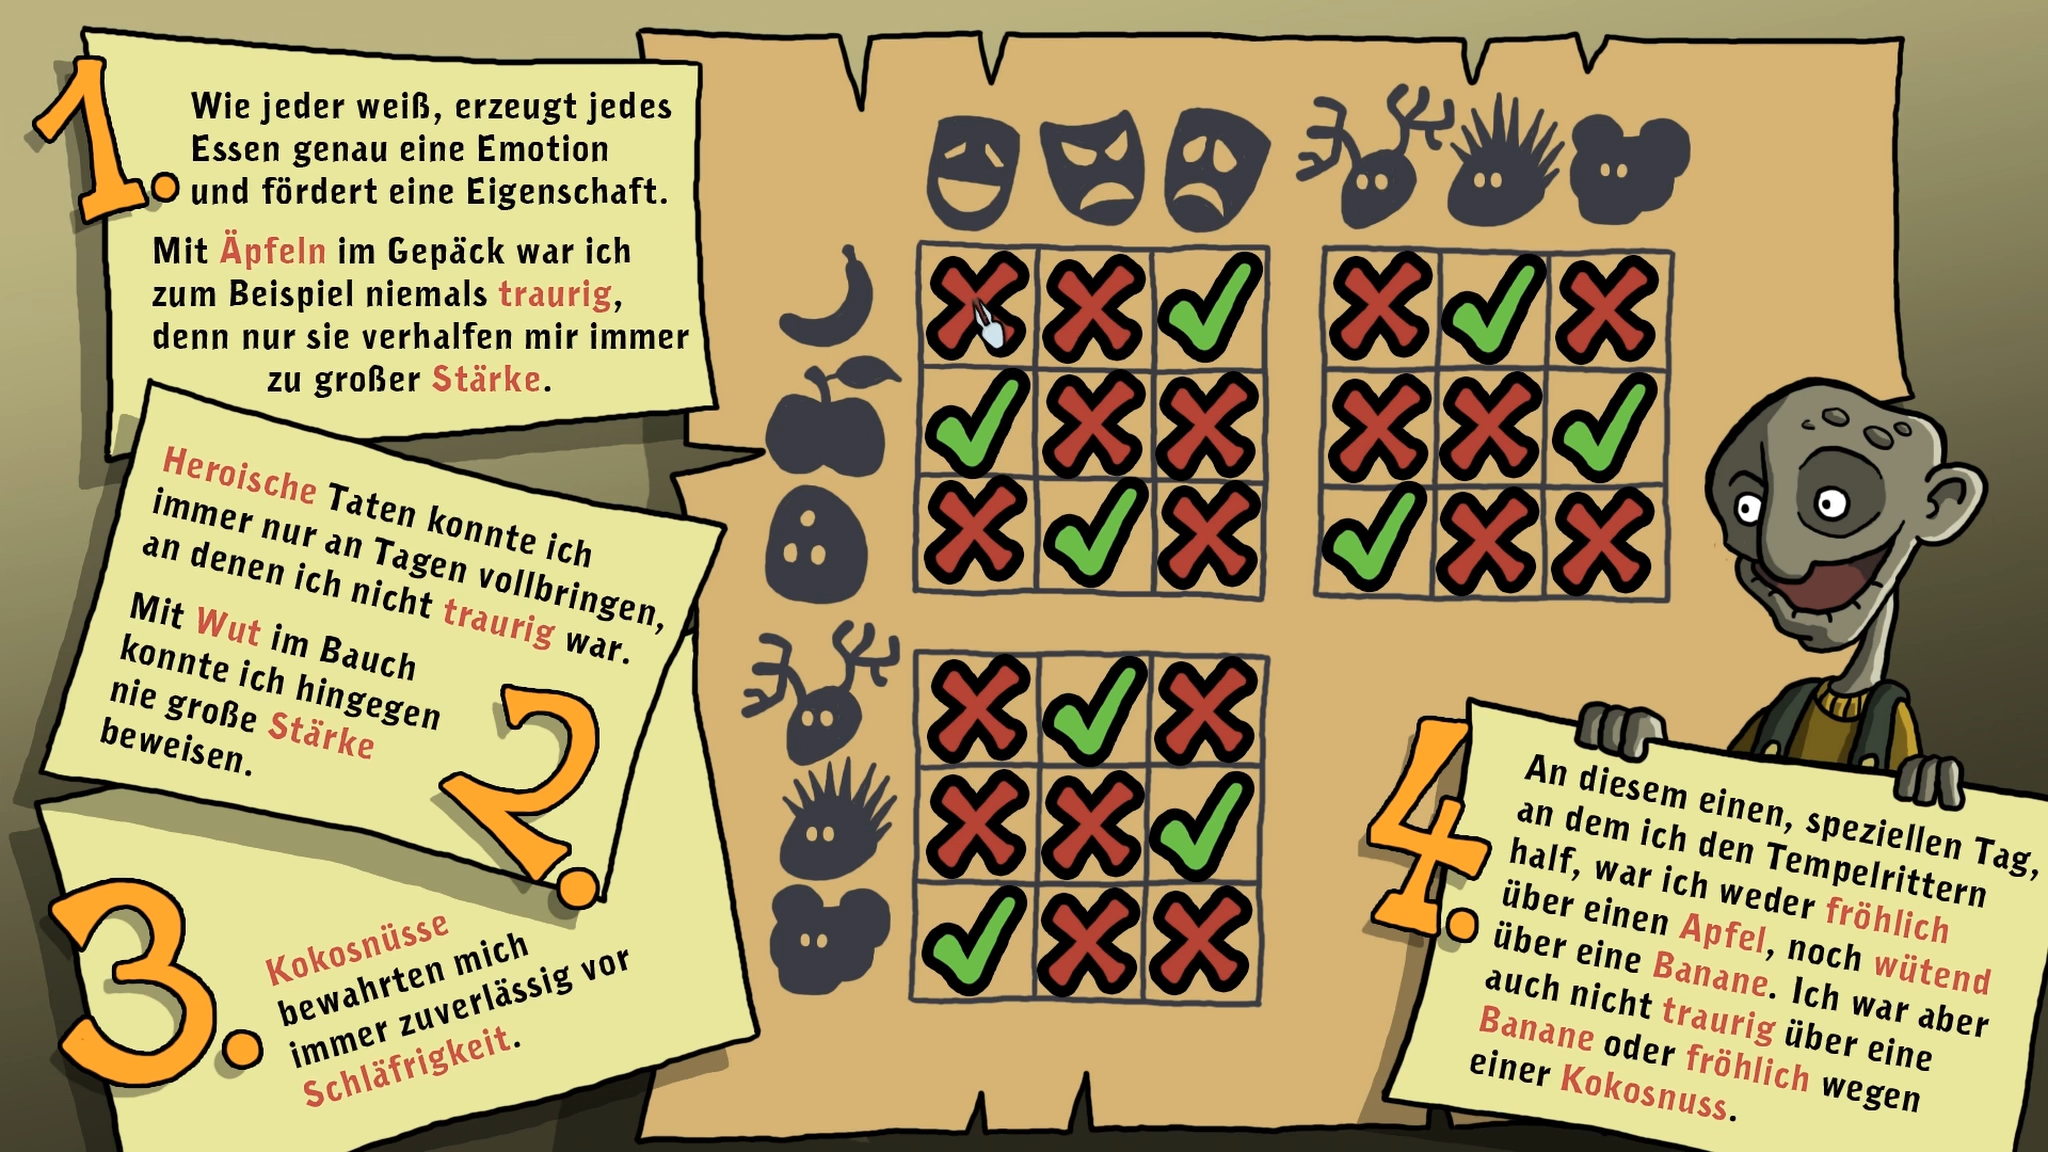 1.
Wie jeder weiß, erzeugt jedes
Essen genau eine Emotion
und fördert eine Eigenschaft.
Mit Äpfeln im Gepäck war ich
zum Beispiel niemals traurig,
denn nur sie verhalfen mir immer
zu großer Stärke.
Heroische Taten konnte ich
immer nur an Tagen vollbringen,
an denen ich nicht traurig war.
Mit Wut im Bauch
konnte ich hingegen
nie große Stärke
beweisen.
2.
3.
Kokosnüsse
bewahrten mich
immer zuverlässig vor
Schläfrigkeit.
4.
An diesem einen, speziellen Tag,
an dem ich den Tempelrittern
half, war ich weder fröhlich
über einen Apfel, noch wütend
über eine Banane. Ich war aber
auch nicht traurig über eine
Banane oder fröhlich wegen
einer Kokosnuss.